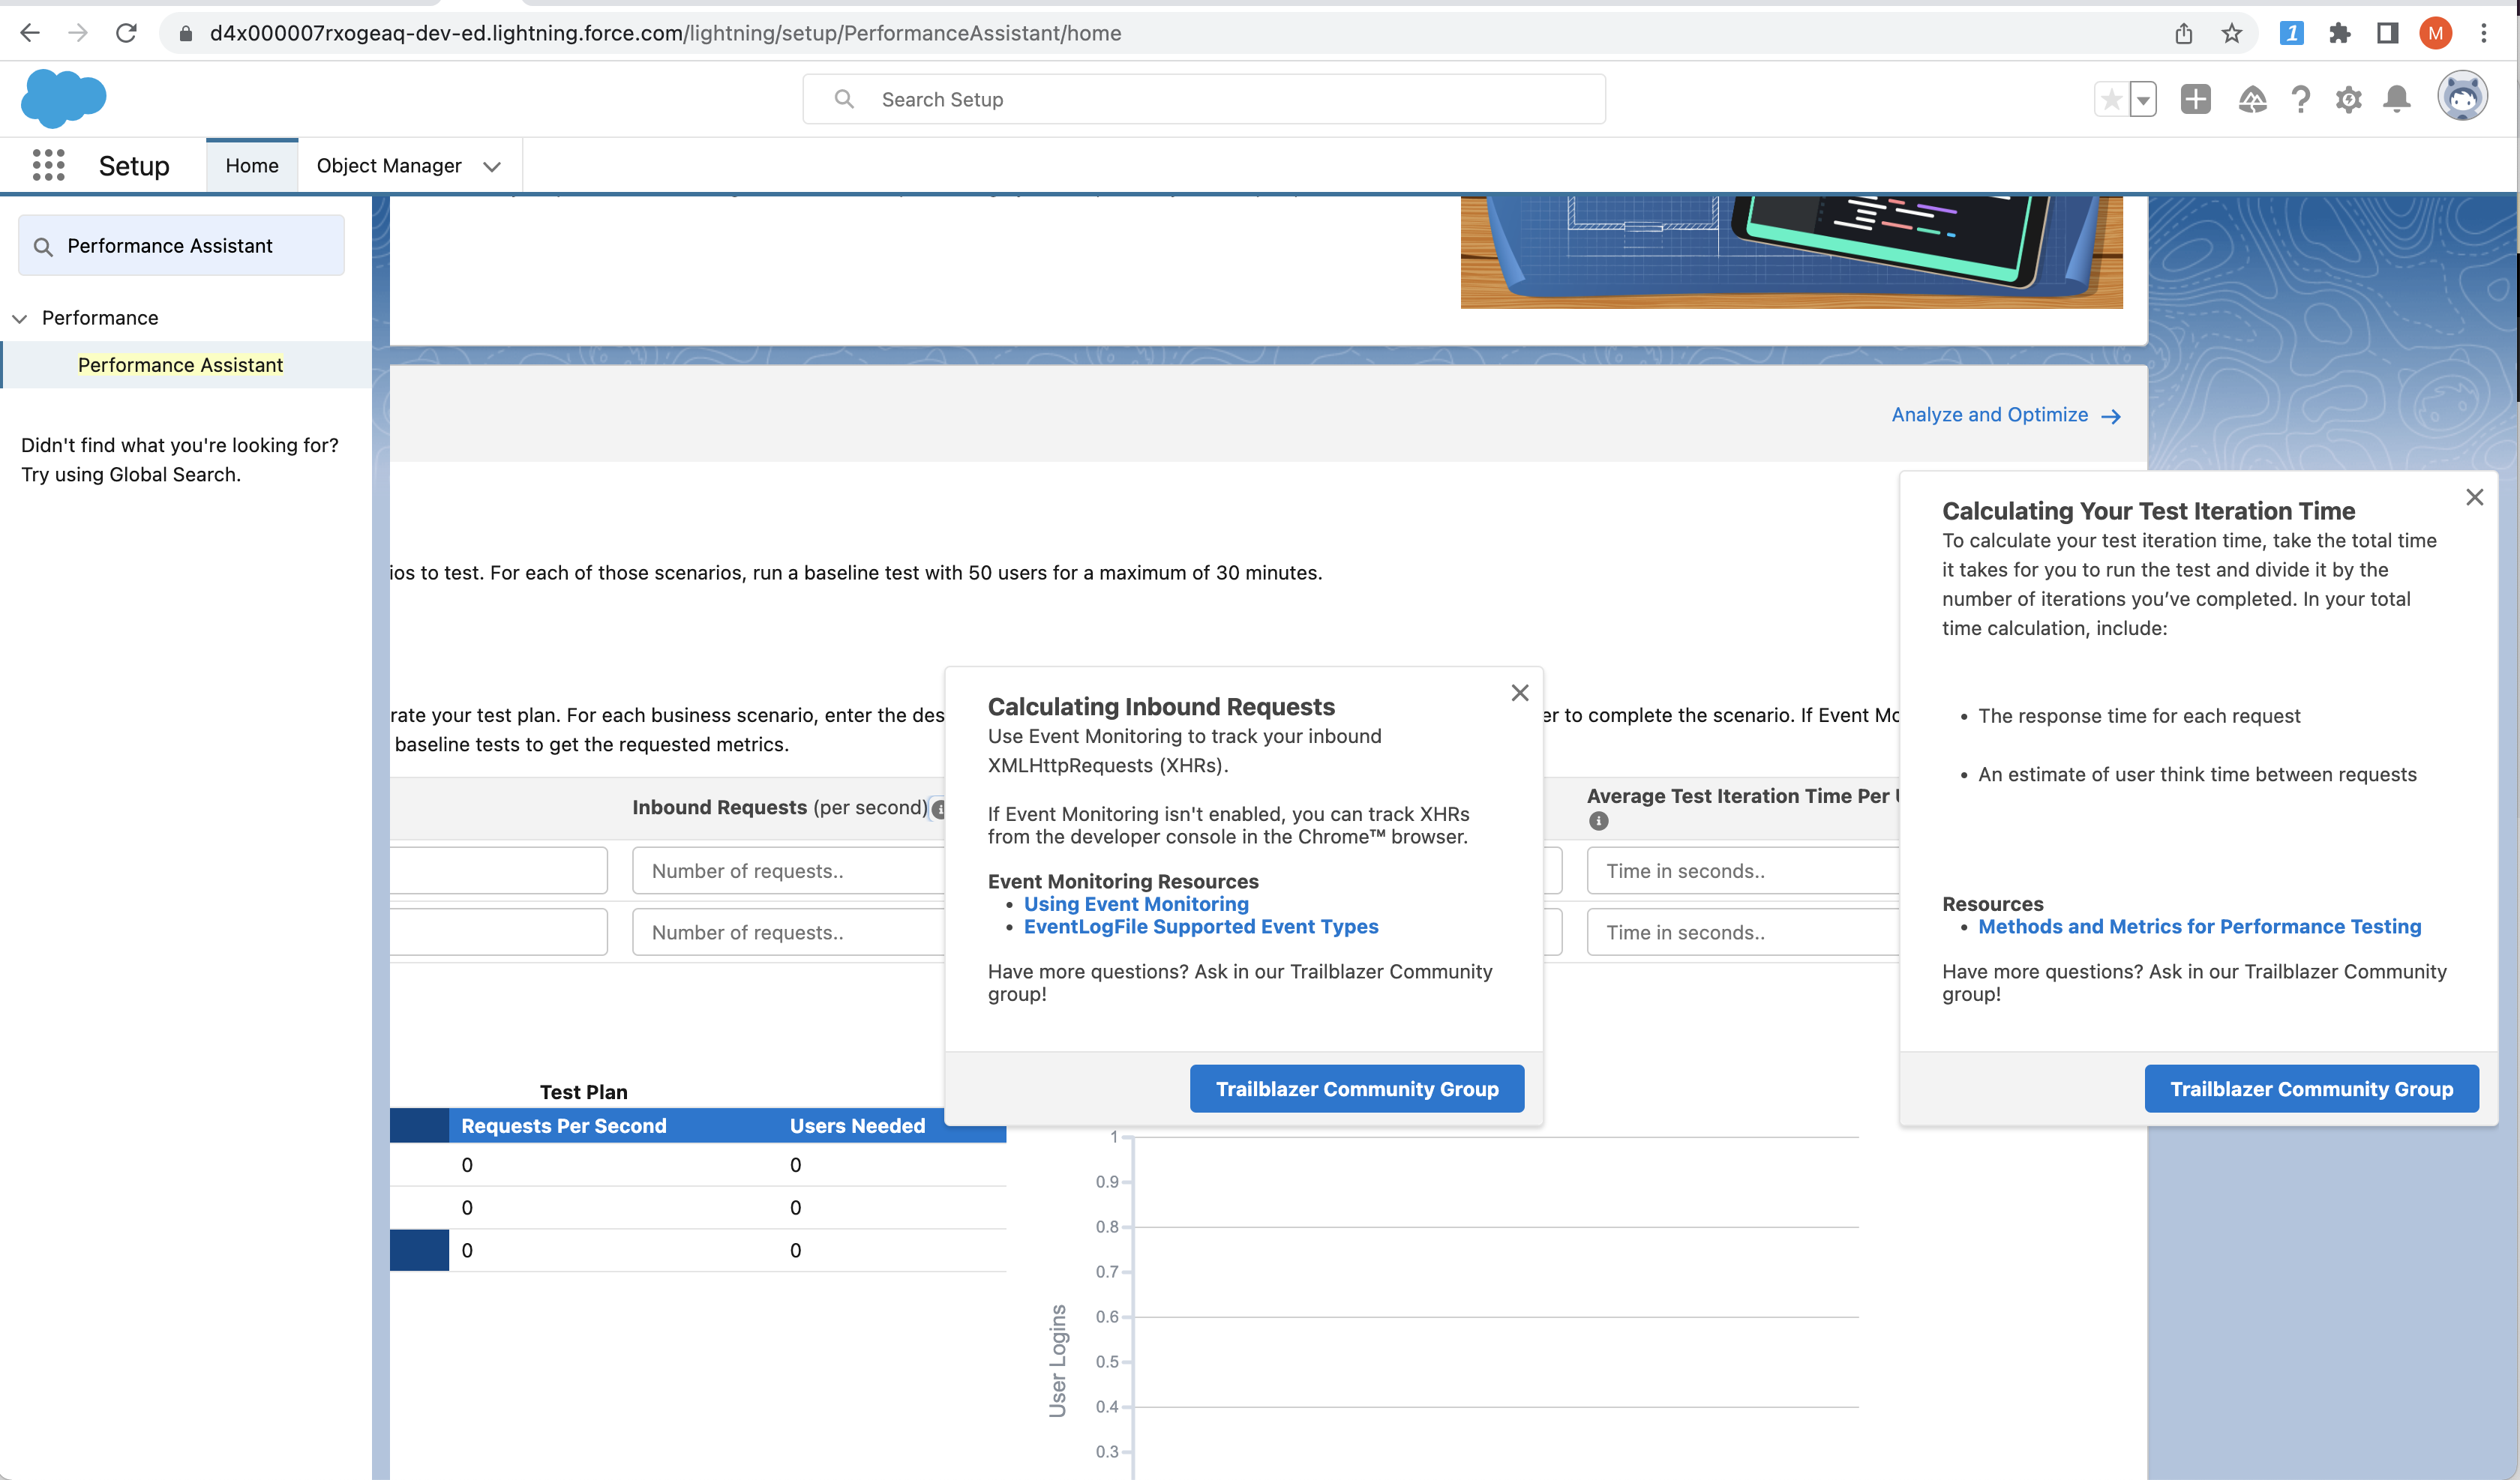 d4x000007rxogeaq-dev-ed.lightning.force.com/lightning/setup/PerformanceAssistant/home
1
M
Search Setup
Setup
Home
Object Manager
Performance Assistant
Performance
Performance Assistant
Didn't find what you're looking for?
Try using Global Search.
Analyze and Optimize
ios to test. For each of those scenarios, run a baseline test with 50 users for a maximum of 30 minutes.
rate your test plan. For each business scenario, enter the des
er to complete the scenario. If Event Mo
baseline tests to get the requested metrics.
Inbound Requests (per second)
Average Test Iteration Time Per
Number of requests..
Time in seconds..
Number of requests..
Time in seconds..
Calculating Inbound Requests
Use Event Monitoring to track your inbound
XMLHttpRequests (XHRs).
If Event Monitoring isn't enabled, you can track XHRs
from the developer console in the Chrome™ browser.
Event Monitoring Resources
• Using Event Monitoring
• EventLogFile Supported Event Types
Have more questions? Ask in our Trailblazer Community
group!
Trailblazer Community Group
Calculating Your Test Iteration Time
To calculate your test iteration time, take the total time
it takes for you to run the test and divide it by the
number of iterations you’ve completed. In your total
time calculation, include:
• The response time for each request
• An estimate of user think time between requests
Resources
• Methods and Metrics for Performance Testing
Have more questions? Ask in our Trailblazer Community
group!
Trailblazer Community Group
Test Plan
Requests Per Second Users Needed
0 0
0 0
0 0
User Logins
1
0.9
0.8
0.7
0.6
0.5
0.4
0.3